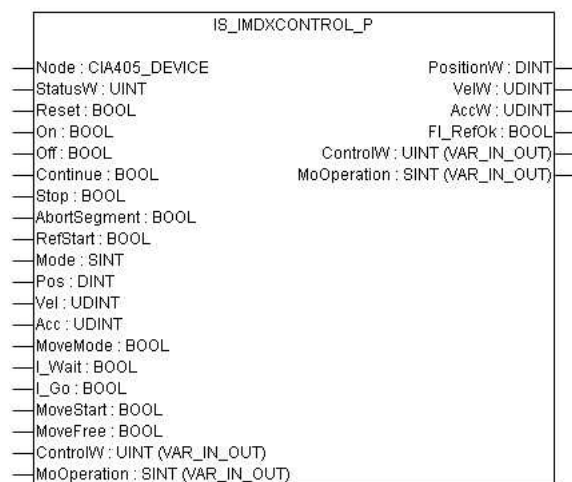 IS_IMDXCONTROL_P
Node : CIA405_DEVICE
StatusW : UINT
Reset : BOOL
On : BOOL
Off : BOOL
Continue : BOOL
Stop : BOOL
AbortSegment : BOOL
RefStart : BOOL
Mode : SINT
Pos : DINT
Vel : UDINT
Acc : UDINT
MoveMode : BOOL
I_Wait : BOOL
I_Go : BOOL
MoveStart : BOOL
MoveFree : BOOL
ControlW : UINT (VAR_IN_OUT)
MoOperation : SINT (VAR_IN_OUT)
PositionW : DINT
VelW : UDINT
AccW : UDINT
Fl_RefOk : BOOL
ControlW : UINT (VAR_IN_OUT)
MoOperation : SINT (VAR_IN_OUT)